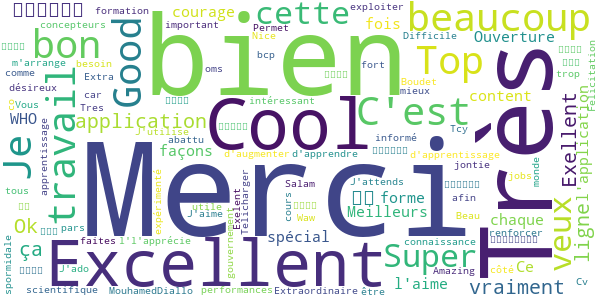 formation
courage
cette
exploiter
beaucoup
concepteurs
important
fois
Difficile
bon
Good
bien
Permet
Nice
Top
Ouverture
m'arrange
besoin
bcp
comme
Extra
oms
fort
mieux
trop
désireux
car
Cool
C'est
Boudet
content
Vous
Tres
intéressant
Très
Exellent
Felicitation
WHO
application
J'utilise
informé
Tcy
l'application
Je
travail
abattu
d'augmenter
d'apprendre
d'apprentissage
monde
façons
apprentissage
Merci
jontie
tous
expérimenté
utile
Exellent
Télécharger
Salam
J'attends
afin
jobs
J'aime
cours
forme
Meilleurs
Beau
chaque
veux
ligne
Ok
Waw
renforcer
pars
faites
l'l'apprécie
spécial
connaissance
ça
Excellent
gouvernement
Super
Amazing
côté
Ce
spormidale
J'ado
l'aime
vraiment
scientifique
MouhamedDiallo
performances
Extraordinaire
être
Cv